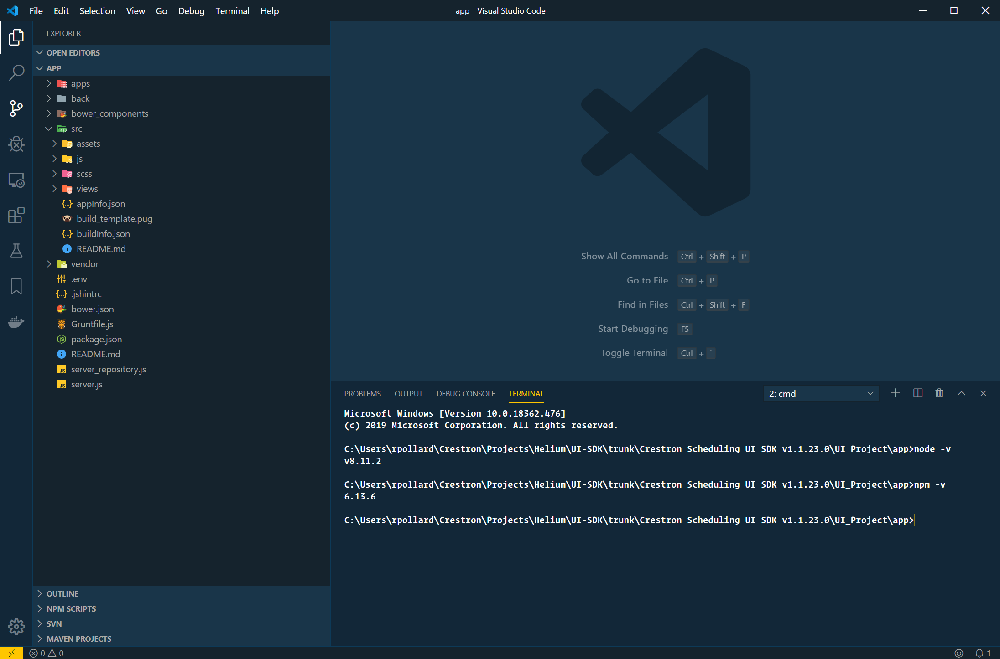 File Edit Selection View Go Debug Terminal Help
app - Visual Studio Code
EXPLORER
OPEN EDITORS
APP
apps
back
bower_components
src
assets
js
scss
views
appInfo.json
build_template.pug
buildInfo.json
README.md
vendor
.env
.jshintrc
bower.json
Gruntfile.js
package.json
README.md
server_repository.js
server.js
OUTLINE
NPM SCRIPTS
SVN
MAVEN PROJECTS
Show All Commands Ctrl + Shift + P
Go to File Ctrl + P
Find in Files Ctrl + Shift + F
Start Debugging F5
Toggle Terminal Ctrl + `
PROBLEMS OUTPUT DEBUG CONSOLE TERMINAL 2: cmd
Microsoft Windows [Version 10.0.18362.476]
(c) 2019 Microsoft Corporation. All rights reserved.
C:\Users\rpollard\Crestron\Projects\Helium\UI-SDK\trunk\Crestron Scheduling UI SDK v1.1.23.0\UI_Project\app>node -v
v8.11.2
C:\Users\rpollard\Crestron\Projects\Helium\UI-SDK\trunk\Crestron Scheduling UI SDK v1.1.23.0\UI_Project\app>npm -v
6.13.6
C:\Users\rpollard\Crestron\Projects\Helium\UI-SDK\trunk\Crestron Scheduling UI SDK v1.1.23.0\UI_Project\app>
0 0 1